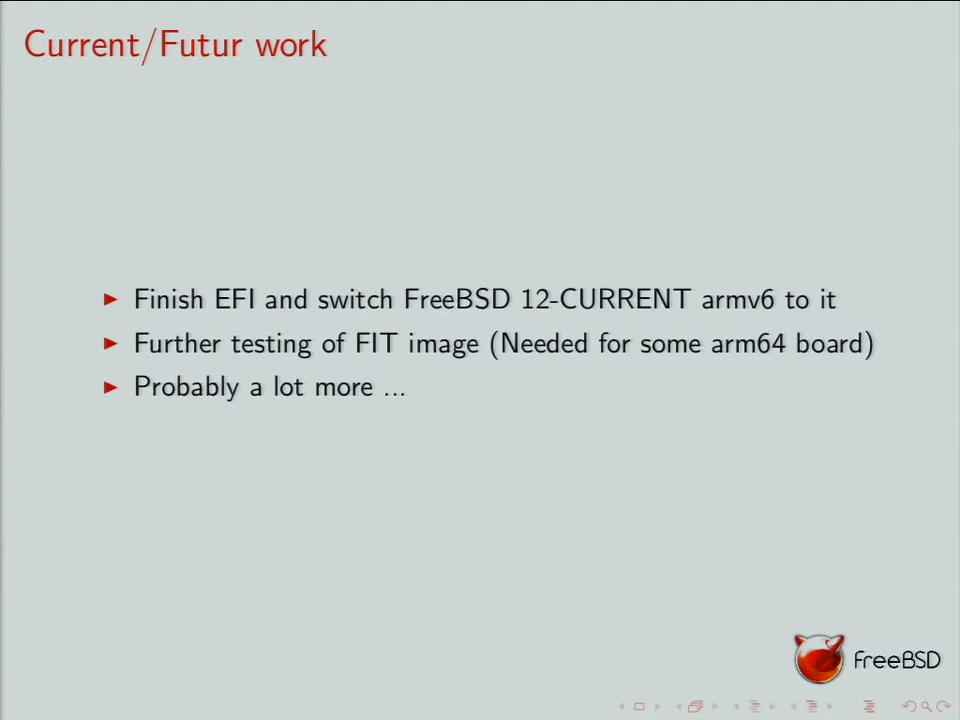 Current/Futur work
Finish EFI and switch FreeBSD 12-CURRENT armv6 to it
Further testing of FIT image (Needed for some arm64 board)
Probably a lot more ...
FreeBSD